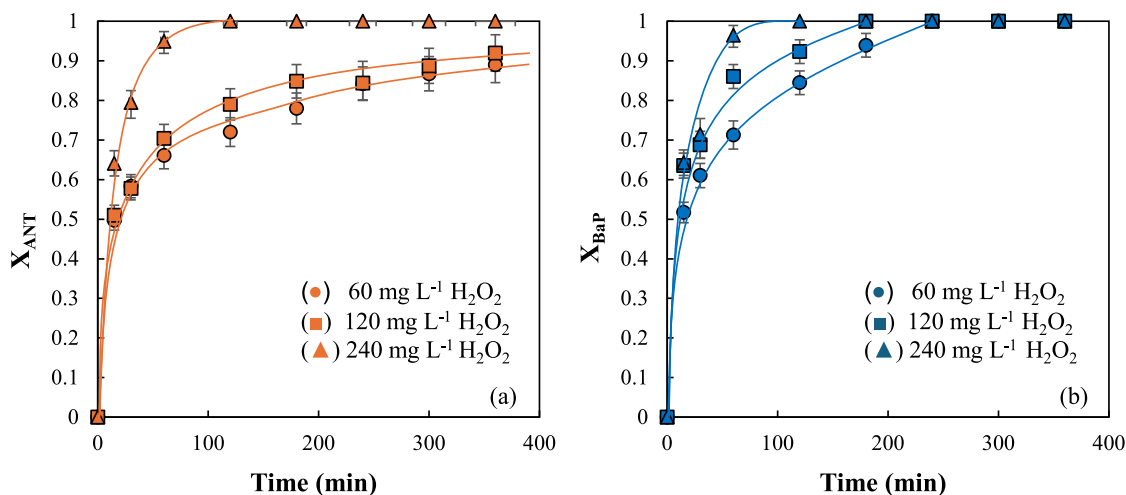 1
0.9
0.8
0.7
0.6
0.5
0.4
0.3
0.2
0.1
0
X_ANT
(●) 60 mg L⁻¹ H₂O₂
(■) 120 mg L⁻¹ H₂O₂
(▲) 240 mg L⁻¹ H₂O₂
(a)
0 100 200 300 400
Time (min)
1
0.9
0.8
0.7
0.6
0.5
0.4
0.3
0.2
0.1
0
X_BaP
(●) 60 mg L⁻¹ H₂O₂
(■) 120 mg L⁻¹ H₂O₂
(▲) 240 mg L⁻¹ H₂O₂
(b)
0 100 200 300 400
Time (min)